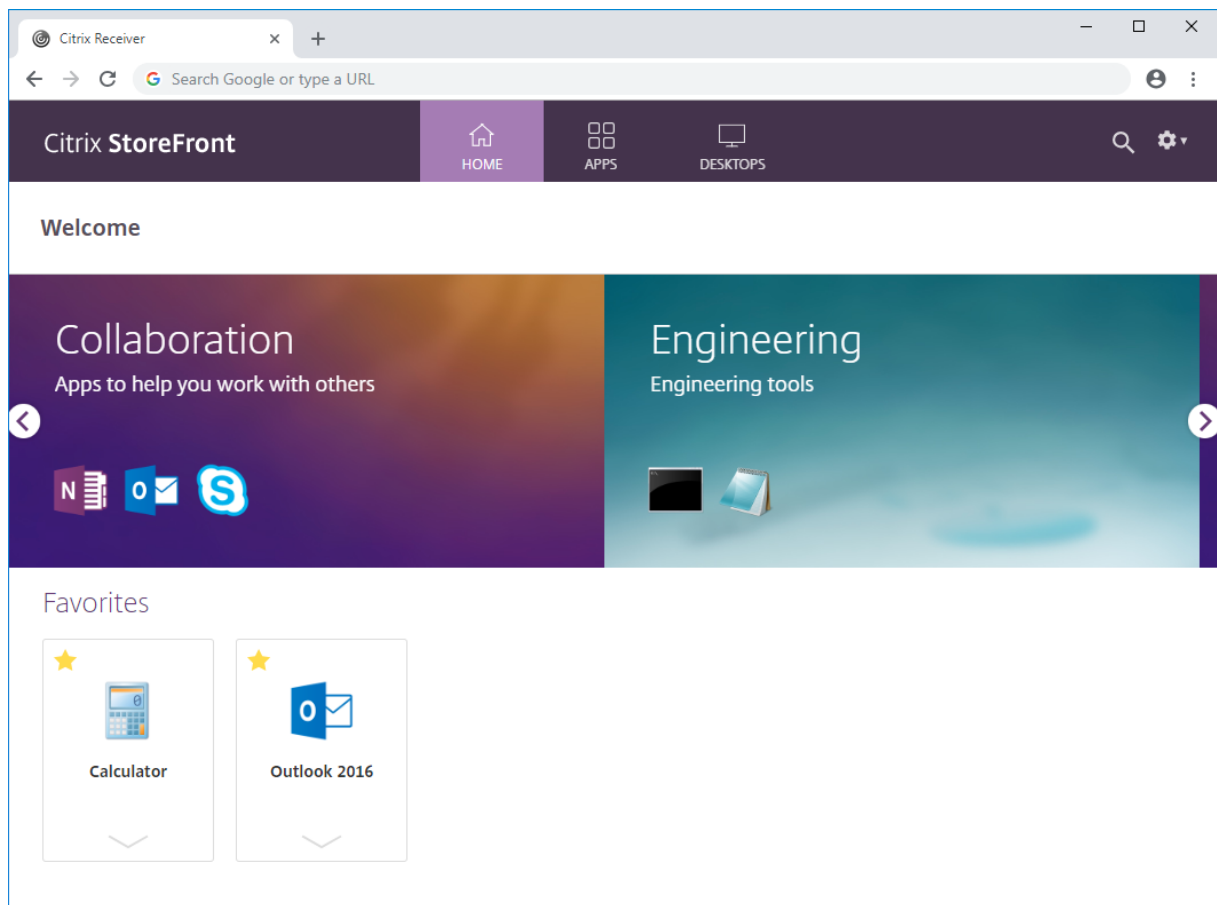 Citrix Receiver
Search Google or type a URL
Citrix StoreFront
HOME
APPS
DESKTOPS
Welcome
Collaboration
Apps to help you work with others
Engineering
Engineering tools
N
O
S
Favorites
0
Calculator
O
Outlook 2016